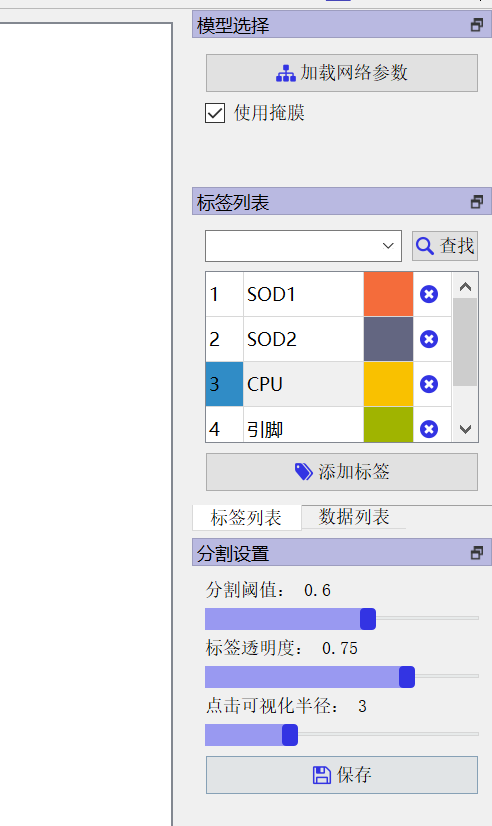 模型选择
加载网络参数
使用掩膜
标签列表
查找
1 SOD1
2 SOD2
3 CPU
4 引脚
添加标签
标签列表 数据列表
分割设置
分割阈值: 0.6
标签透明度: 0.75
点击可视化半径: 3
保存